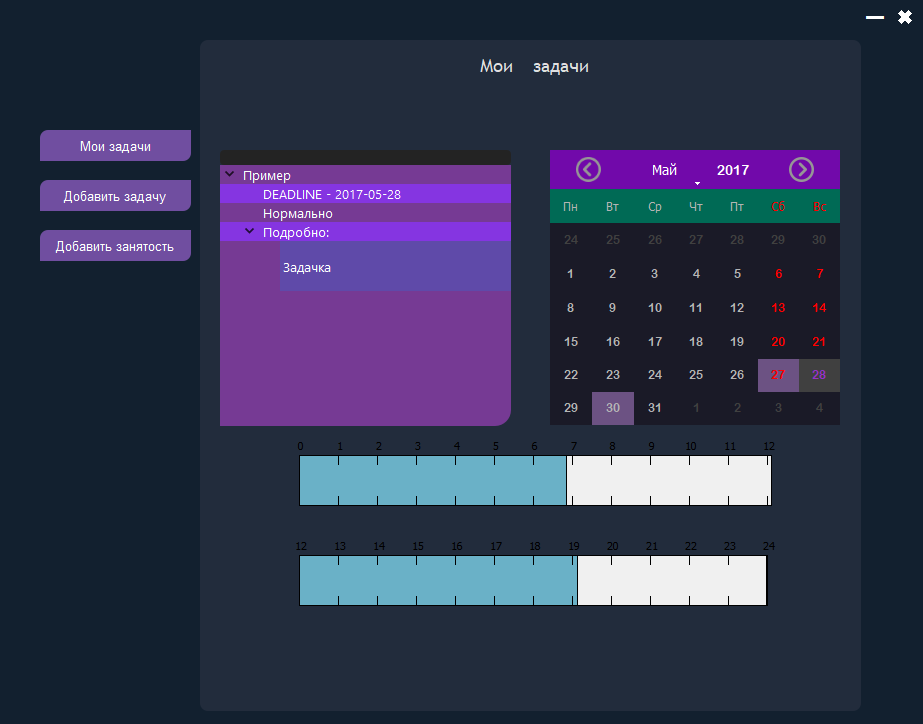 Мои задачи
Мои задачи
Добавить задачу
Добавить занятость
Пример
DEADLINE - 2017-05-28
Нормально
Подробно:
Задачка
Май 2017
Пн Вт Ср Чт Пт Сб Вс
24 25 26 27 28 29 30
1 2 3 4 5 6 7
8 9 10 11 12 13 14
15 16 17 18 19 20 21
22 23 24 25 26 27 28
29 30 31 1 2 3 4
0 1 2 3 4 5 6 7 8 9 10 11 12
12 13 14 15 16 17 18 19 20 21 22 23 24